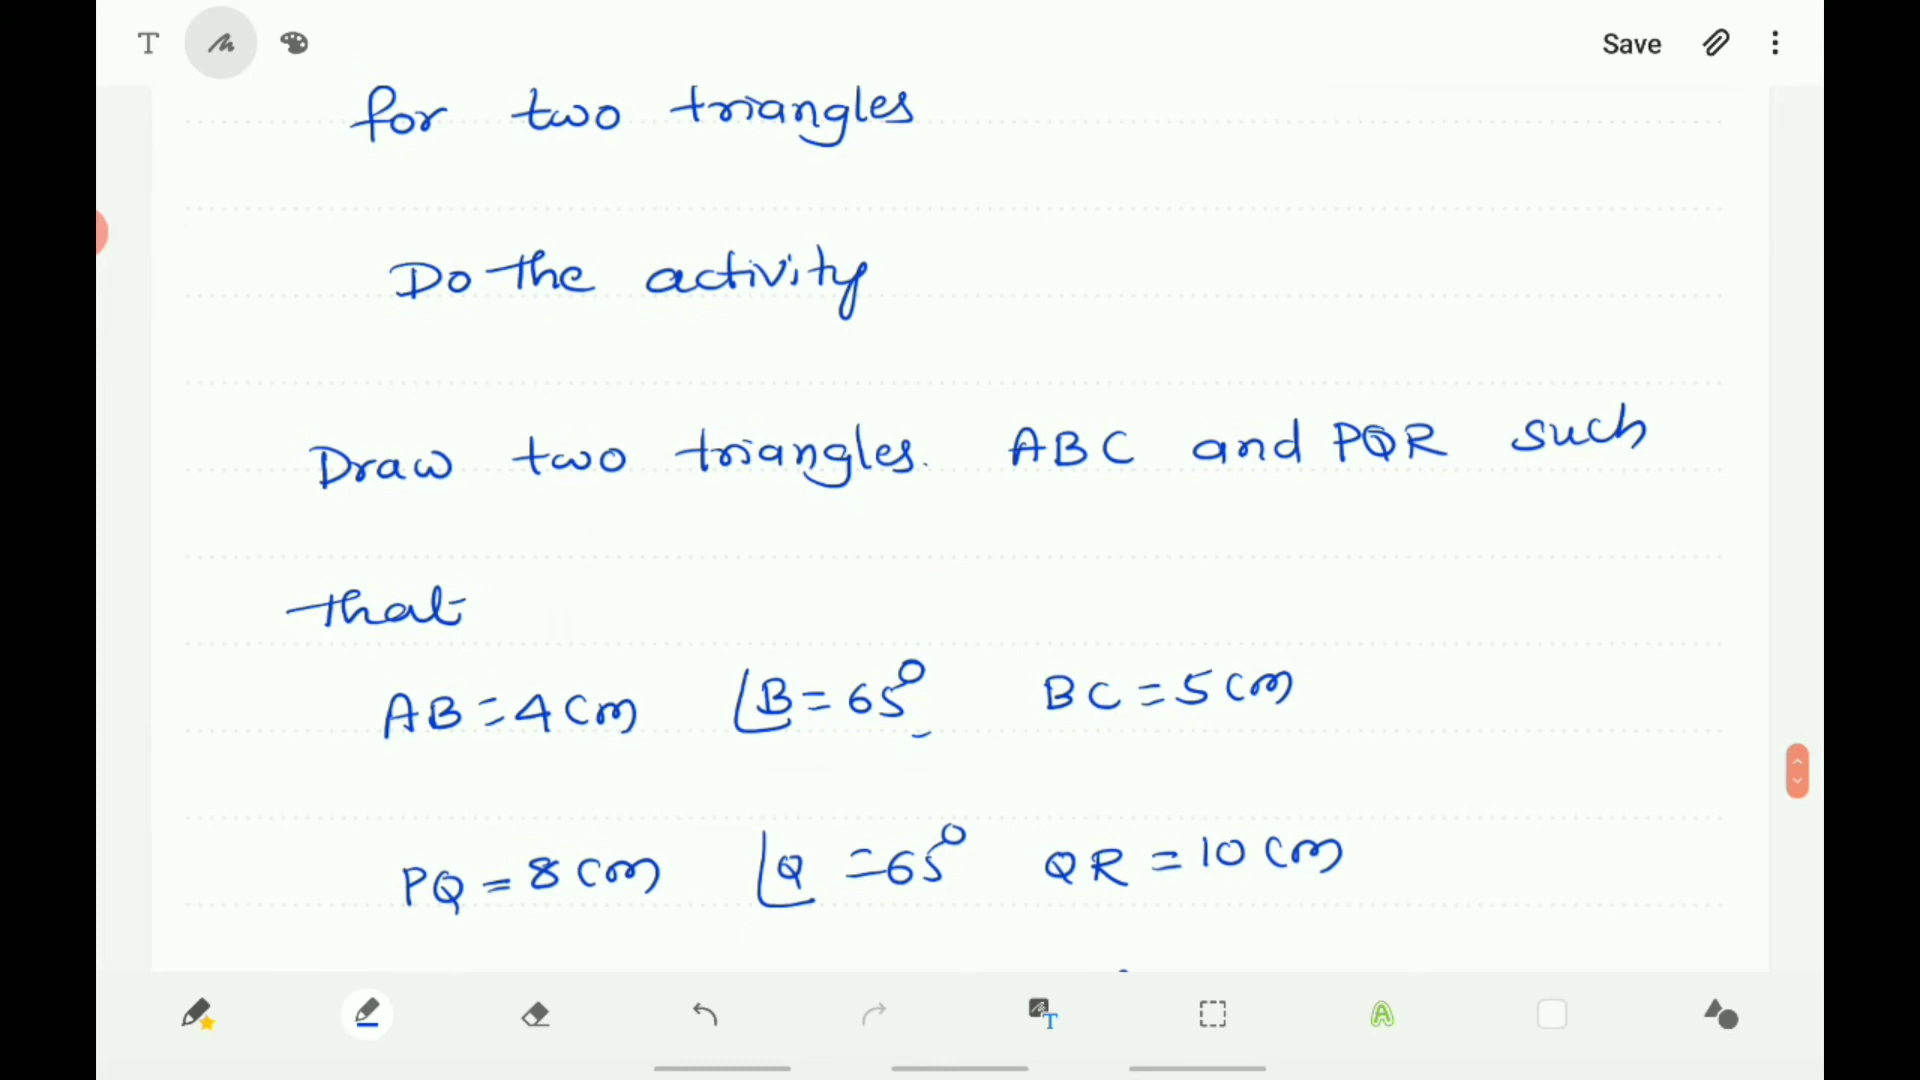 T
Save
for two triangles
Do the activity
Draw two triangles. ABC and PQR such
that
AB = 4 cm ∠B = 65° BC = 5 cm
PQ = 8 cm ∠Q = 65° QR = 10 cm
T
A